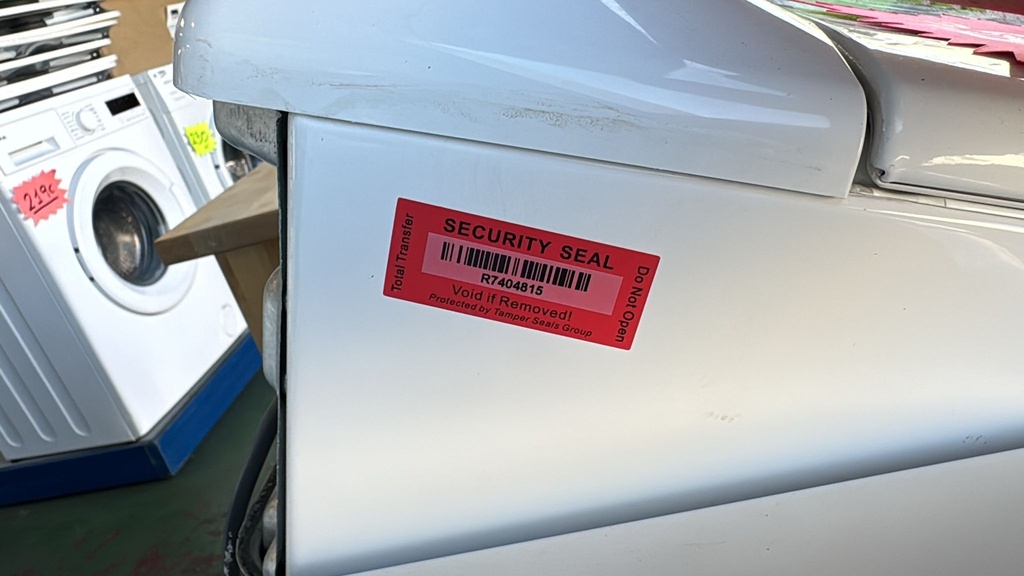 Total Transfer
SECURITY SEAL
R7404815
Void if Removed!
Protected by Tamper Seals Group
Do Not Open
219€